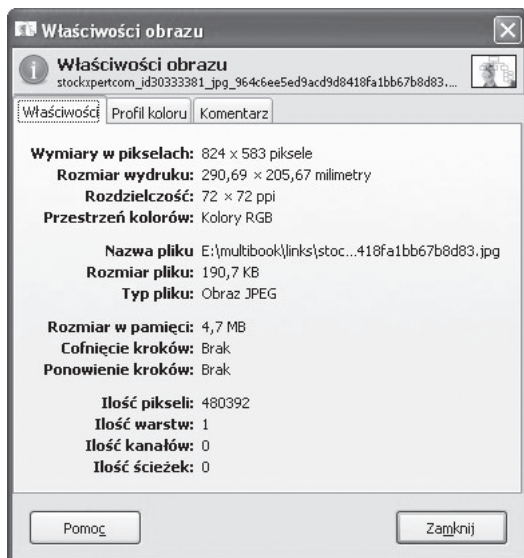 Właściwości obrazu
Właściwości obrazu
stockxpertcom_id30333381_jpg_964c6ee5ed9acd9d8418fa1bb67b8d83....
Właściwości Profil koloru Komentarz
Wymiary w pikselach: 824 × 583 piksele
Rozmiar wydruku: 290,69 × 205,67 milimetry
Rozdzielczość: 72 × 72 ppi
Przestrzeń kolorów: Kolory RGB
Nazwa pliku E:\multibook\links\stoc...418fa1bb67b8d83.jpg
Rozmiar pliku: 190,7 KB
Typ pliku: Obraz JPEG
Rozmiar w pamięci: 4,7 MB
Cofnięcie kroków: Brak
Ponowienie kroków: Brak
Ilość pikseli: 480392
Ilość warstw: 1
Ilość kanałów: 0
Ilość ścieżek: 0
Pomoc Zamknij